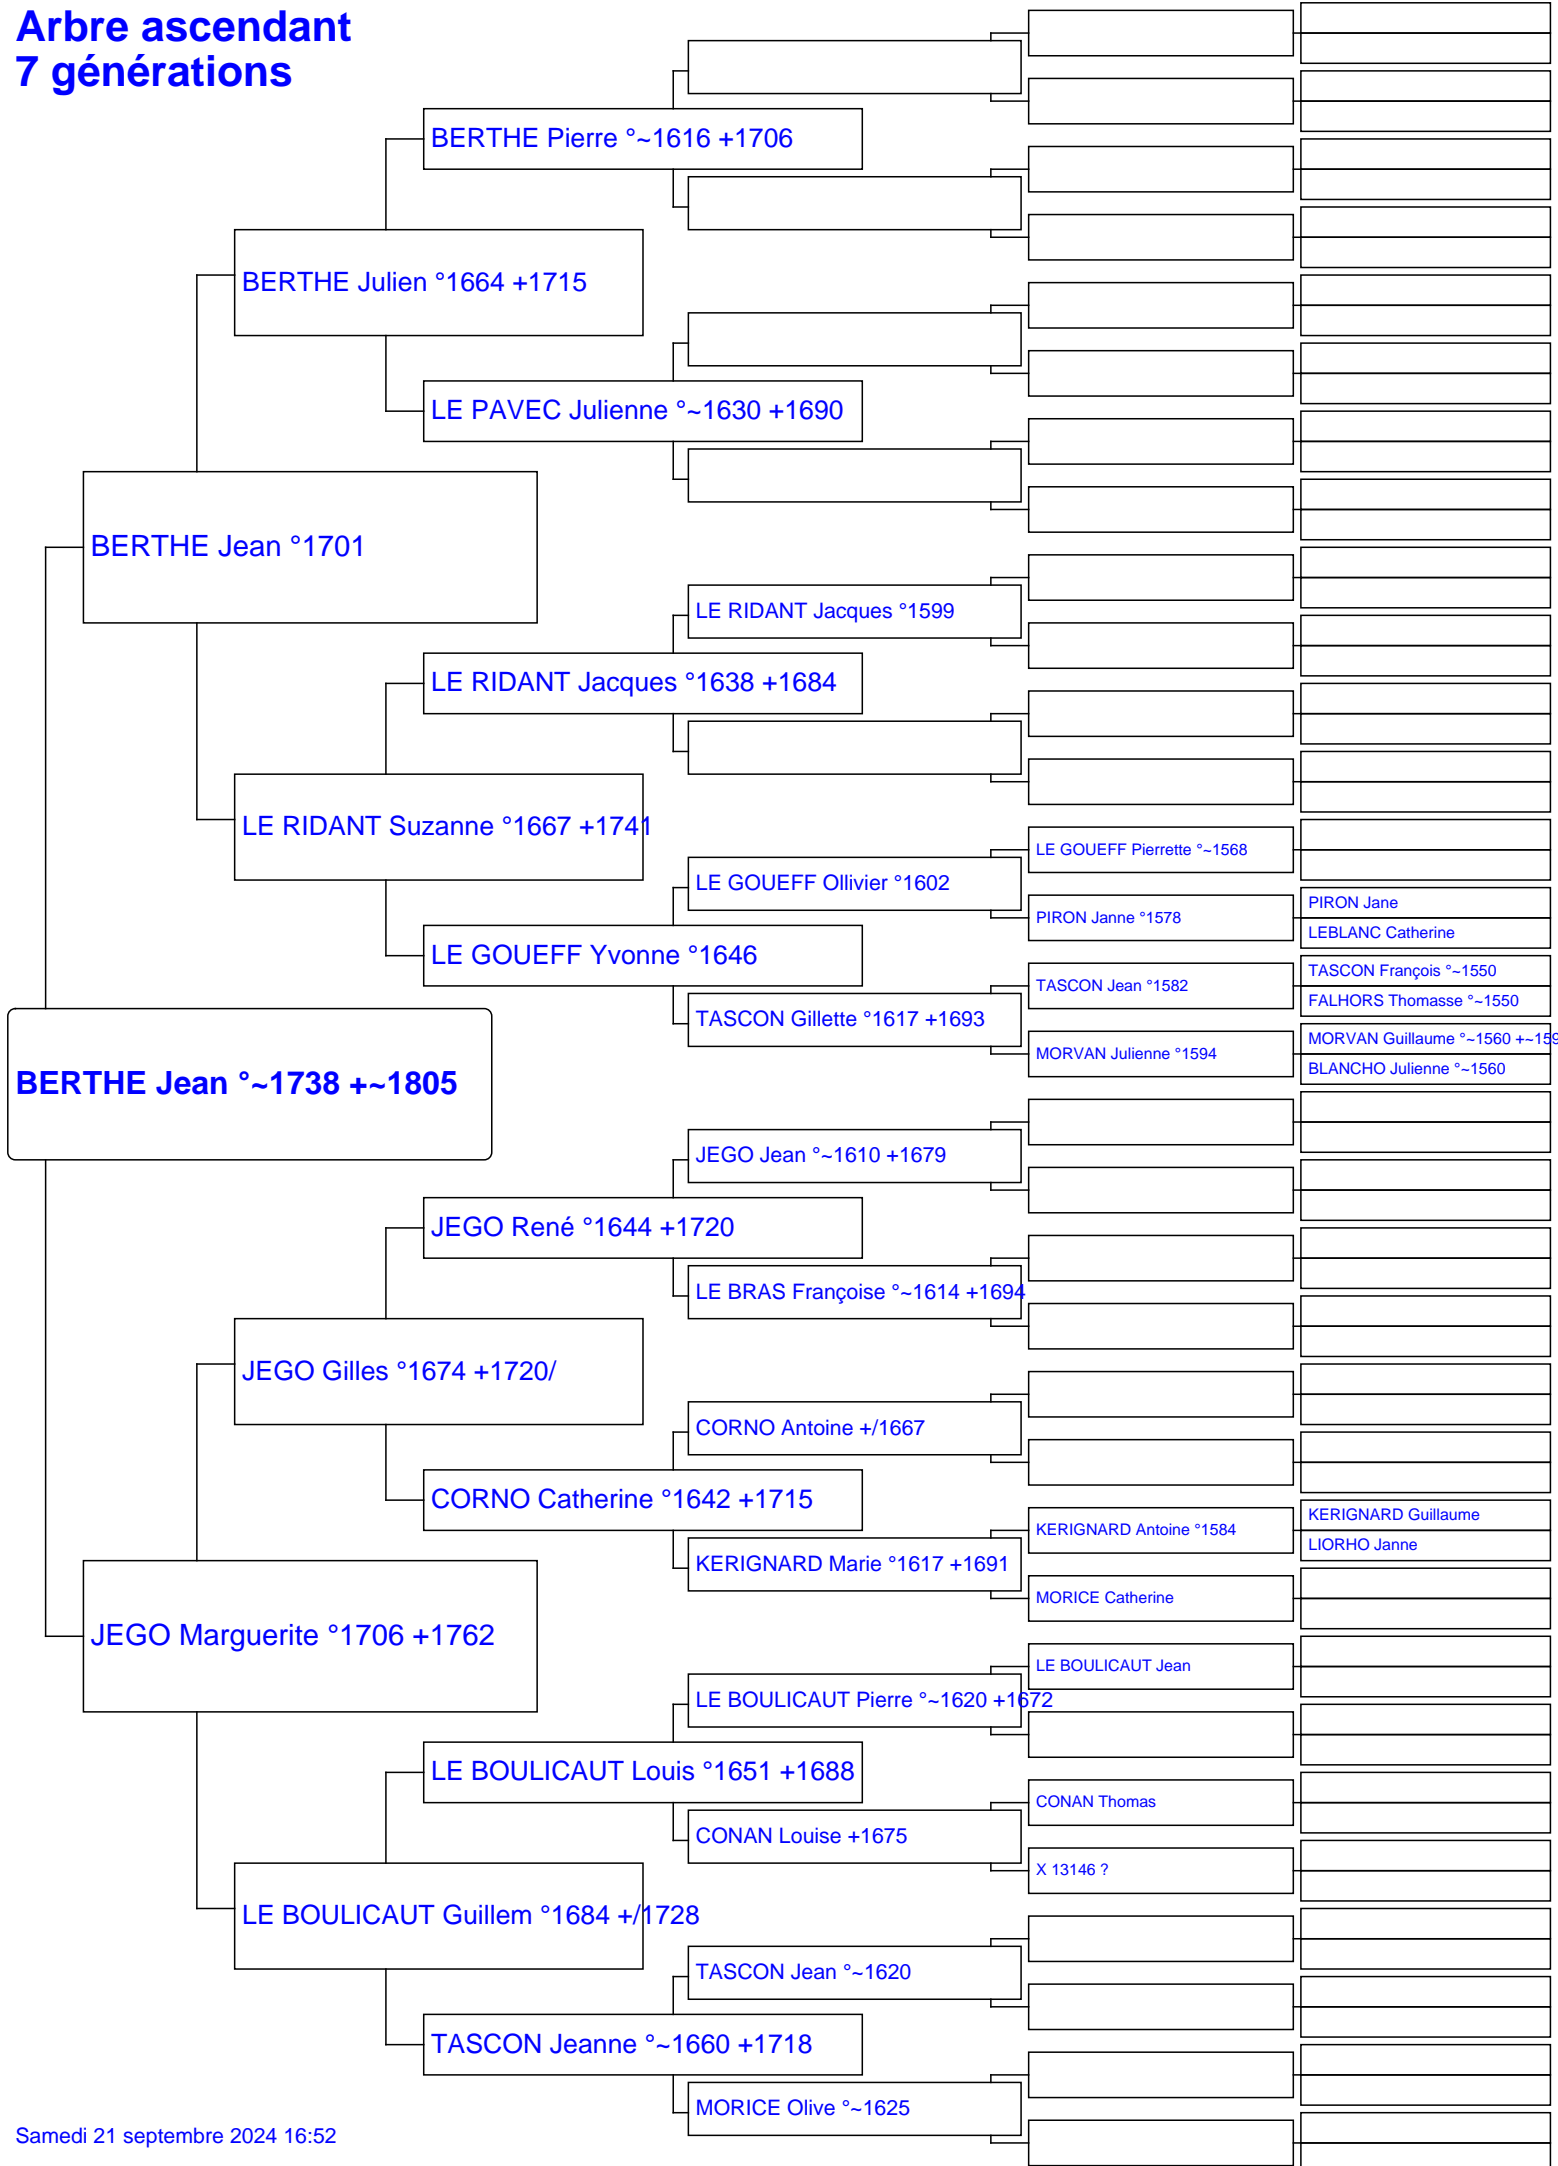 Arbre ascendant
7 générations
BERTHE Pierre °~1616 +1706
BERTHE Julien °1664 +1715
LE PAVEC Julienne °~1630 +1690
BERTHE Jean °1701
LE RIDANT Jacques °1599
LE RIDANT Jacques °1638 +1684
LE RIDANT Suzanne °1667 +1741
LE GOUEFF Pierrette °~1568
LE GOUEFF Ollivier °1602
PIRON Jane
PIRON Janne °1578
LEBLANC Catherine
LE GOUEFF Yvonne °1646
TASCON François °~1550
TASCON Jean °1582
FALHORS Thomasse °~1550
TASCON Gillette °1617 +1693
MORVAN Guillaume °~1560 +~159
MORVAN Julienne °1594
BLANCHO Julienne °~1560
BERTHE Jean °~1738 +~1805
JEGO Jean °~1610 +1679
JEGO René °1644 +1720
LE BRAS Françoise °~1614 +1694
JEGO Gilles °1674 +1720/
CORNO Antoine +/1667
CORNO Catherine °1642 +1715
KERIGNARD Guillaume
KERIGNARD Antoine °1584
LIORHO Janne
KERIGNARD Marie °1617 +1691
MORICE Catherine
JEGO Marguerite °1706 +1762
LE BOULICAUT Jean
LE BOULICAUT Pierre °~1620 +1672
LE BOULICAUT Louis °1651 +1688
CONAN Thomas
CONAN Louise +1675
X 13146 ?
LE BOULICAUT Guillem °1684 +/1728
TASCON Jean °~1620
TASCON Jeanne °~1660 +1718
MORICE Olive °~1625
Samedi 21 septembre 2024 16:52